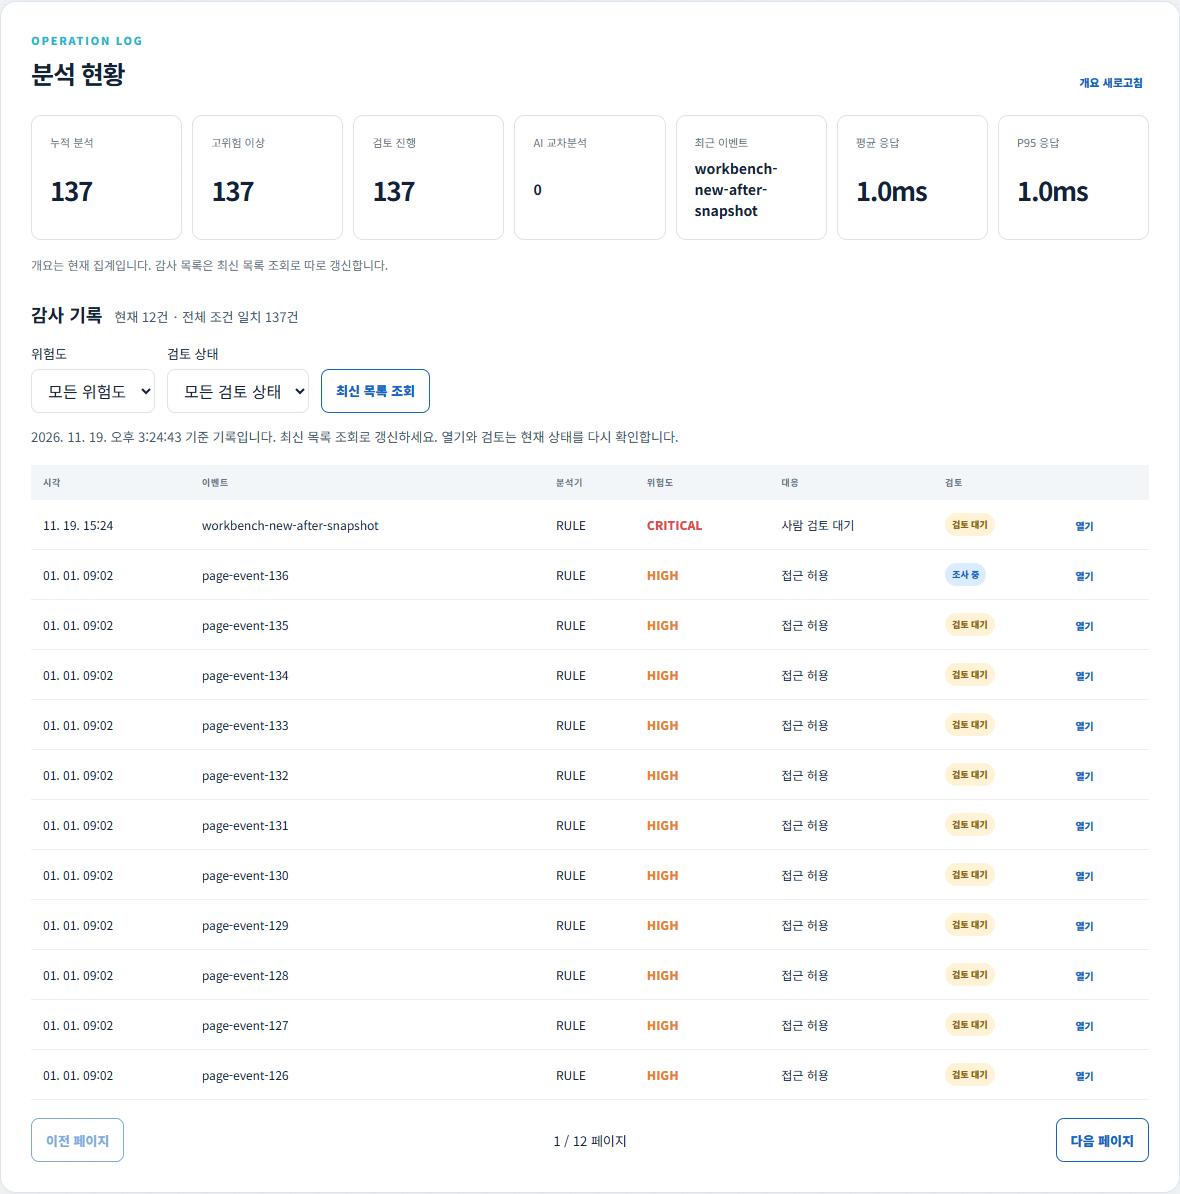 OPERATION LOG
분석 현황
개요 새로고침
누적 분석
137
고위험 이상
137
검토 진행
137
AI 교차분석
0
최근 이벤트
workbench-
new-after-
snapshot
평균 응답
1.0ms
P95 응답
1.0ms
개요는 현재 집계입니다. 감사 목록은 최신 목록 조회로 따로 갱신합니다.
감사 기록 현재 12건 · 전체 조건 일치 137건
위험도 검토 상태
모든 위험도 모든 검토 상태 최신 목록 조회
2026. 11. 19. 오후 3:24:43 기준 기록입니다. 최신 목록 조회로 갱신하세요. 열기와 검토는 현재 상태를 다시 확인합니다.
시각 이벤트 분석기 위험도 대응 검토
11. 19. 15:24 workbench-new-after-snapshot RULE CRITICAL 사람 검토 대기 검토 대기 열기
01. 01. 09:02 page-event-136 RULE HIGH 접근 허용 조사 중 열기
01. 01. 09:02 page-event-135 RULE HIGH 접근 허용 검토 대기 열기
01. 01. 09:02 page-event-134 RULE HIGH 접근 허용 검토 대기 열기
01. 01. 09:02 page-event-133 RULE HIGH 접근 허용 검토 대기 열기
01. 01. 09:02 page-event-132 RULE HIGH 접근 허용 검토 대기 열기
01. 01. 09:02 page-event-131 RULE HIGH 접근 허용 검토 대기 열기
01. 01. 09:02 page-event-130 RULE HIGH 접근 허용 검토 대기 열기
01. 01. 09:02 page-event-129 RULE HIGH 접근 허용 검토 대기 열기
01. 01. 09:02 page-event-128 RULE HIGH 접근 허용 검토 대기 열기
01. 01. 09:02 page-event-127 RULE HIGH 접근 허용 검토 대기 열기
01. 01. 09:02 page-event-126 RULE HIGH 접근 허용 검토 대기 열기
이전 페이지 1 / 12 페이지 다음 페이지